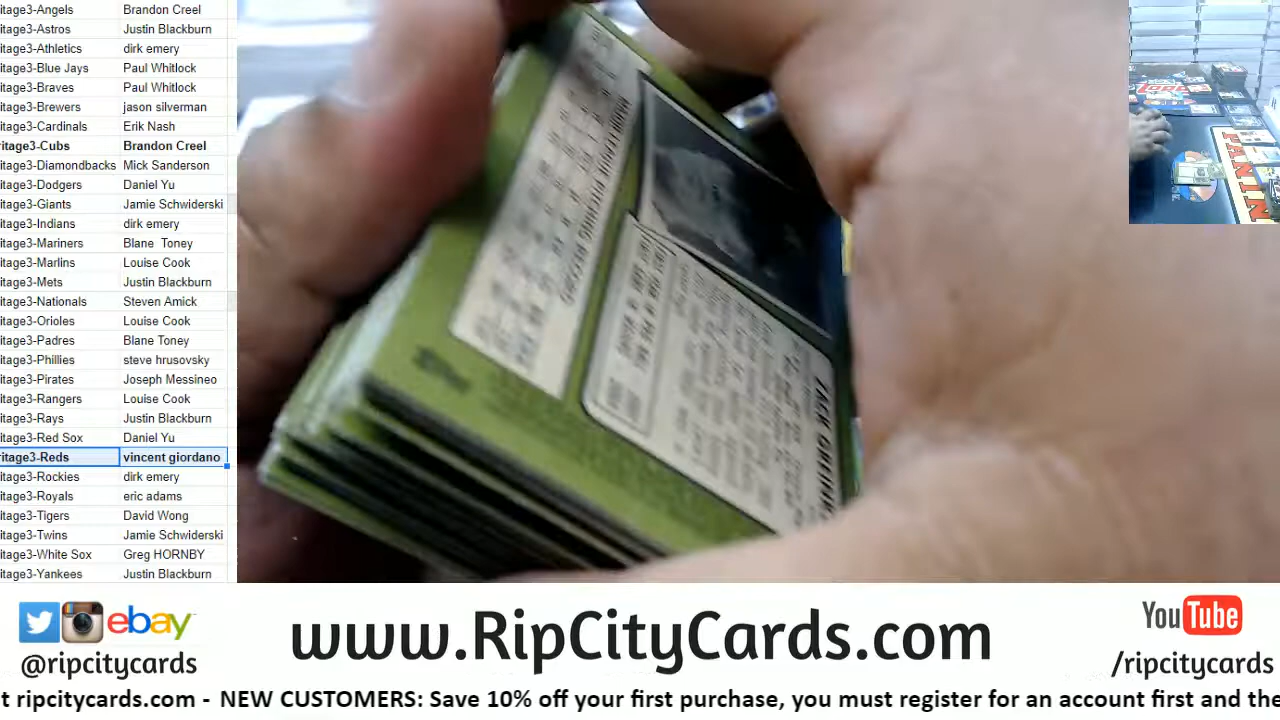 itage3-Angels Brandon Creel
itage3-Astros Justin Blackburn
itage3-Athletics dirk emery
itage3-Blue Jays Paul Whitlock
itage3-Braves Paul Whitlock
itage3-Brewers jason silverman
itage3-Cardinals Erik Nash
ritage3-Cubs Brandon Creel
itage3-Diamondbacks Mick Sanderson
itage3-Dodgers Daniel Yu
itage3-Giants Jamie Schwiderski
itage3-Indians dirk emery
itage3-Mariners Blane Toney
itage3-Marlins Louise Cook
itage3-Mets Justin Blackburn
itage3-Nationals Steven Amick
itage3-Orioles Louise Cook
itage3-Padres Blane Toney
itage3-Phillies steve hrusovsky
itage3-Pirates Joseph Messineo
itage3-Rangers Louise Cook
itage3-Rays Justin Blackburn
itage3-Red Sox Daniel Yu
ritage3-Reds vincent giordano
itage3-Rockies dirk emery
itage3-Royals eric adams
itage3-Tigers David Wong
itage3-Twins Jamie Schwiderski
itage3-White Sox Greg HORNBY
itage3-Yankees Justin Blackburn
MAJOR LEAGUE PITCHING RECORD
PANINI
ebay
@ripcitycards
www.RipCityCards.com
YouTube
/ripcitycards
t ripcitycards.com - NEW CUSTOMERS: Save 10% off your first purchase, you must register for an account first and the